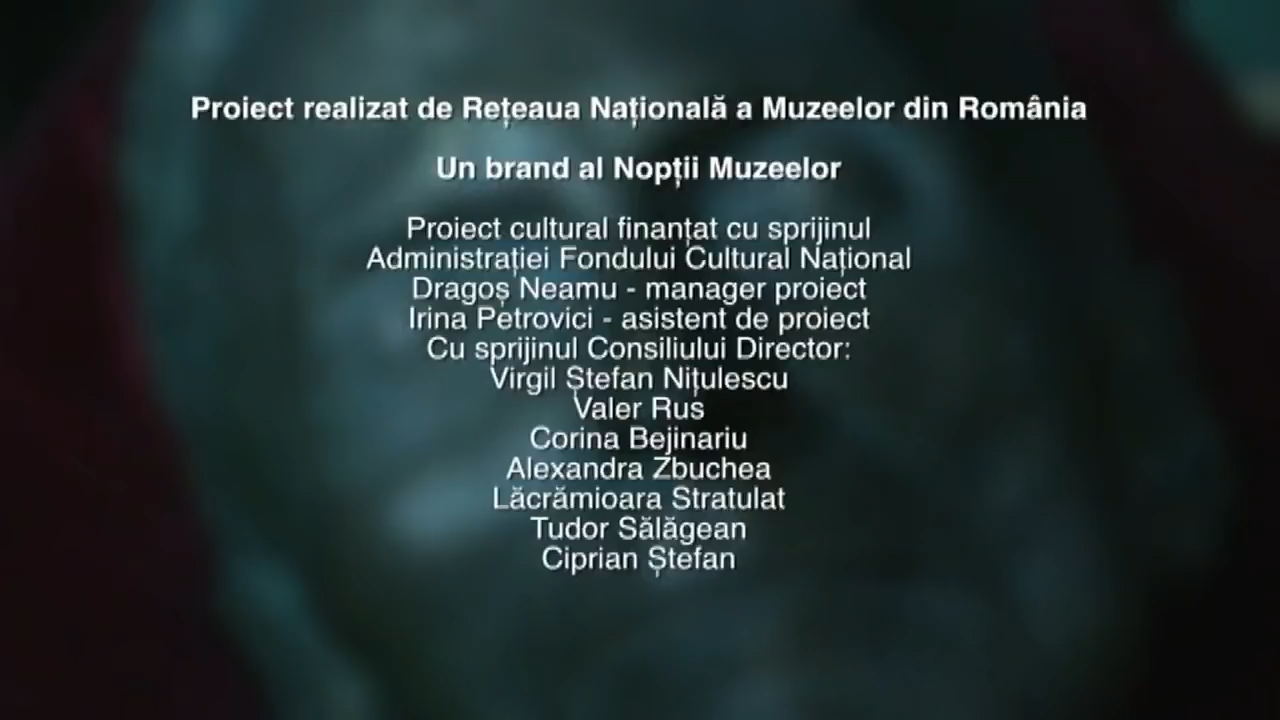 Proiect realizat de Rețeaua Națională a Muzeelor din România
Un brand al Nopții Muzeelor
Proiect cultural finanțat cu sprijinul
Administrației Fondului Cultural Național
Dragoș Neamu - manager proiect
Irina Petrovici - asistent de proiect
Cu sprijinul Consiliului Director:
Virgil Ștefan Nițulescu
Valer Rus
Corina Bejinariu
Alexandra Zbuchea
Lăcrămioara Stratulat
Tudor Sălăgean
Ciprian Ștefan